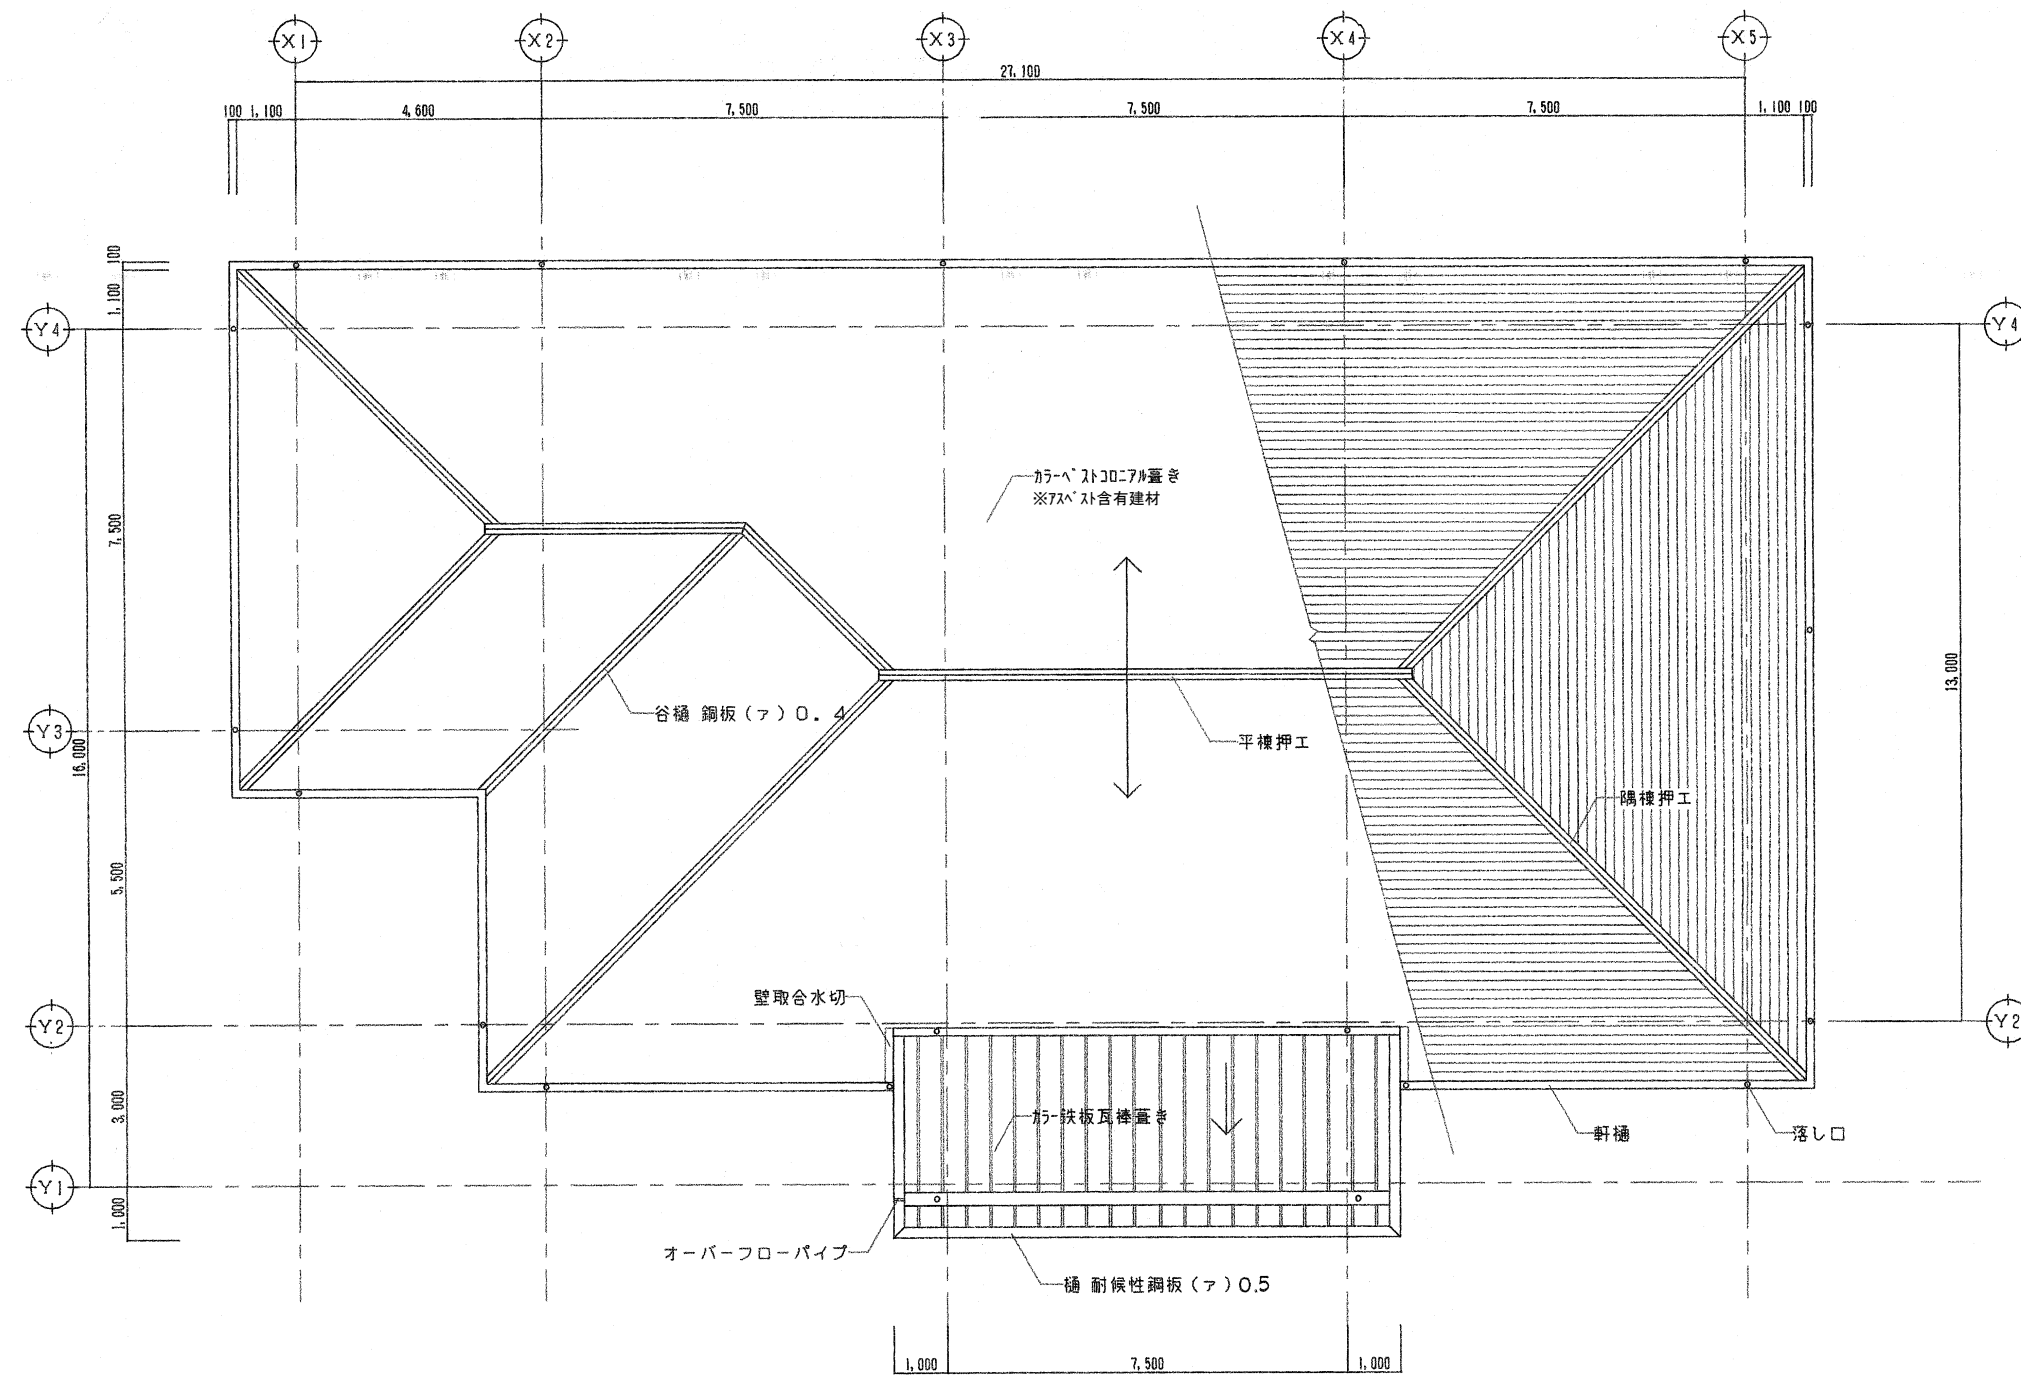 X1
X2
X3
X4
X5
27,100
100 1,100
4,600
7,500
7,500
7,500
1,100 100
100
1,100
Y4
Y4
カラーベストコロニアル葺き
※アスベスト含有建材
7,500
13,000
谷樋 銅板(ア)0.4
平棟押エ
Y3
16,000
隅棟押エ
5,500
壁取合水切
Y2
Y2
カラー鉄板瓦棒葺き
3,000
軒樋
落し口
Y1
1,000
オーバーフローパイプ
樋 耐候性鋼板(ア)0.5
1,000
7,500
1,000